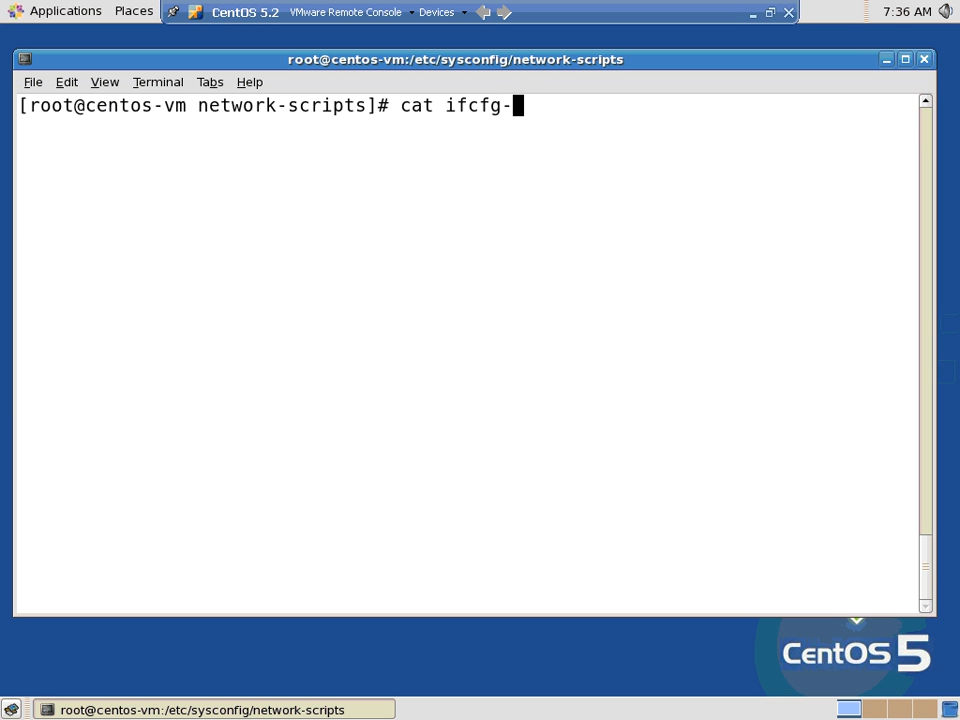 Applications Places CentOS 5.2 VMware Remote Console Devices 7:36 AM
root@centos-vm:/etc/sysconfig/network-scripts
File Edit View Terminal Tabs Help
[root@centos-vm network-scripts]# cat ifcfg-
CentOS 5
root@centos-vm:/etc/sysconfig/network-scripts